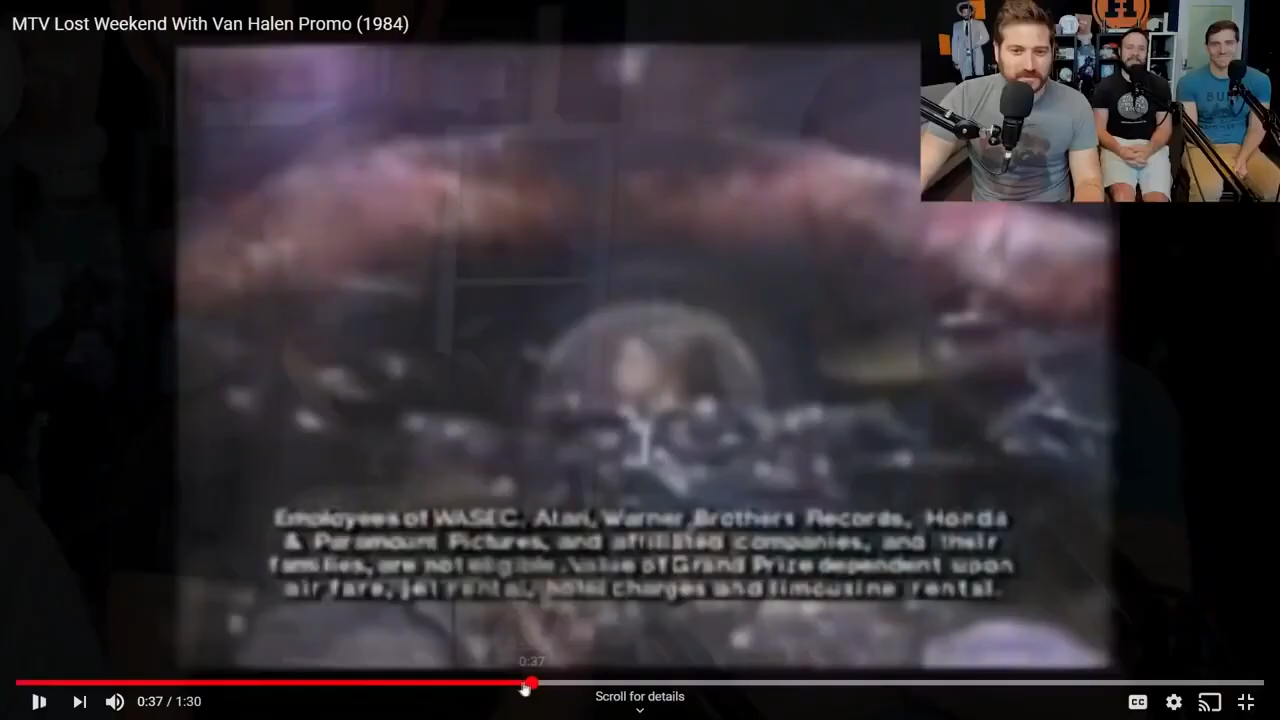 MTV Lost Weekend With Van Halen Promo (1984)
Employees of WASEC, Atari, Warner Brothers Records, Honda
& Paramount Pictures, and affiliated companies, and their
families, are not eligible. Value of Grand Prize dependent upon
air fare, jet rental, hotel charges and limousine rental.
0:37
0:37 / 1:30
Scroll for details
CC